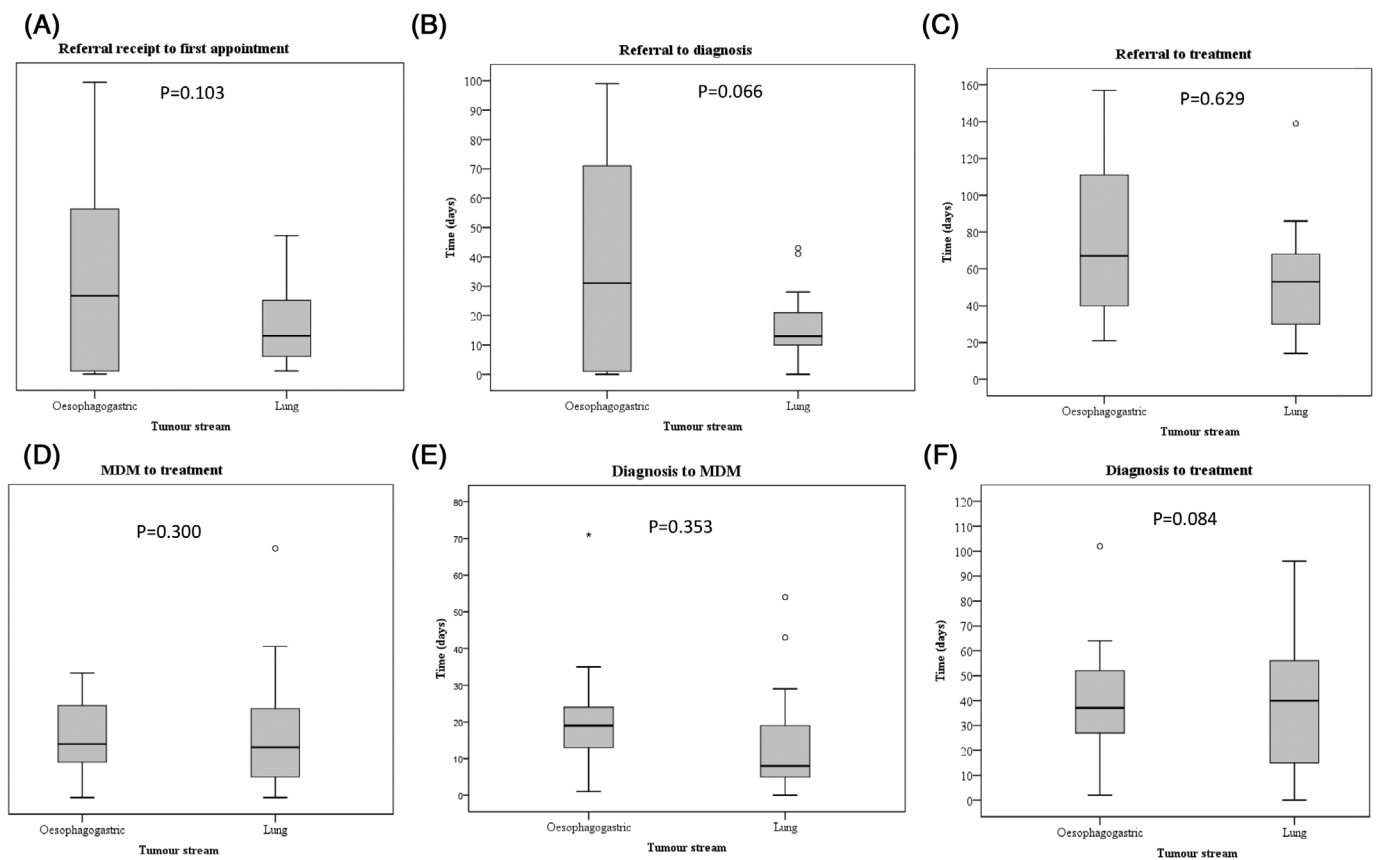 (A)
Referral receipt to first appointment
P=0.103
Oesophagogastric
Lung
Tumour stream
(B)
Referral to diagnosis
P=0.066
Time (days)
100
90
80
70
60
50
40
30
20
10
0
Oesophagogastric
Lung
Tumour stream
(C)
Referral to treatment
P=0.629
Time (days)
160
140
120
100
80
60
40
20
0
Oesophagogastric
Lung
Tumour stream
(D)
MDM to treatment
P=0.300
Oesophagogastric
Lung
Tumour stream
(E)
Diagnosis to MDM
P=0.353
Time (days)
80
70
60
50
40
30
20
10
0
Oesophagogastric
Lung
Tumour stream
(F)
Diagnosis to treatment
P=0.084
Time (days)
120
110
100
90
80
70
60
50
40
30
20
10
0
Oesophagogastric
Lung
Tumour stream